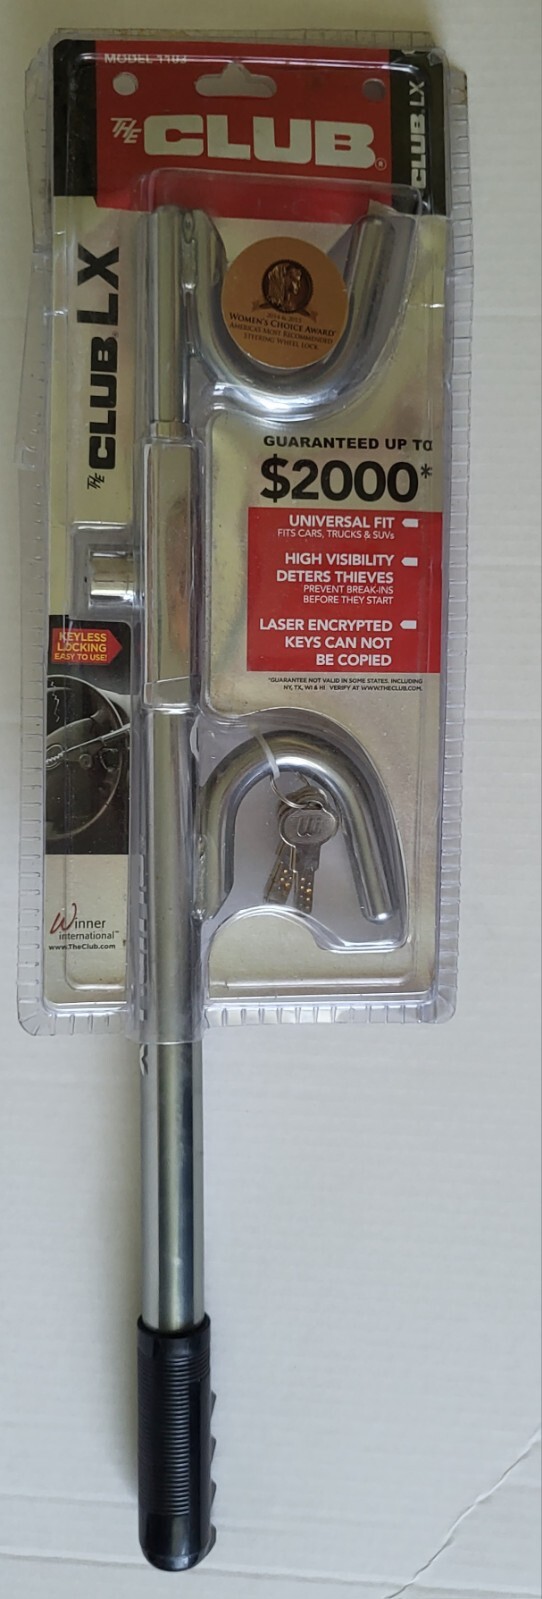 MODEL 1103
THE CLUB®
CLUB LX
THE CLUB® LX
2014 & 2015
WOMEN'S CHOICE AWARD®
AMERICA'S MOST RECOMMENDED
STEERING WHEEL LOCK
GUARANTEED UP TO
$2000*
UNIVERSAL FIT
FITS CARS, TRUCKS & SUVs
HIGH VISIBILITY
DETERS THIEVES
PREVENT BREAK-INS
BEFORE THEY START
LASER ENCRYPTED
KEYS CAN NOT
BE COPIED
*GUARANTEE NOT VALID IN SOME STATES, INCLUDING
NY, TX, WI & HI VERIFY AT WWW.THECLUB.COM.
KEYLESS
LOCKING
EASY TO USE!
Winner
international™
www.TheClub.com